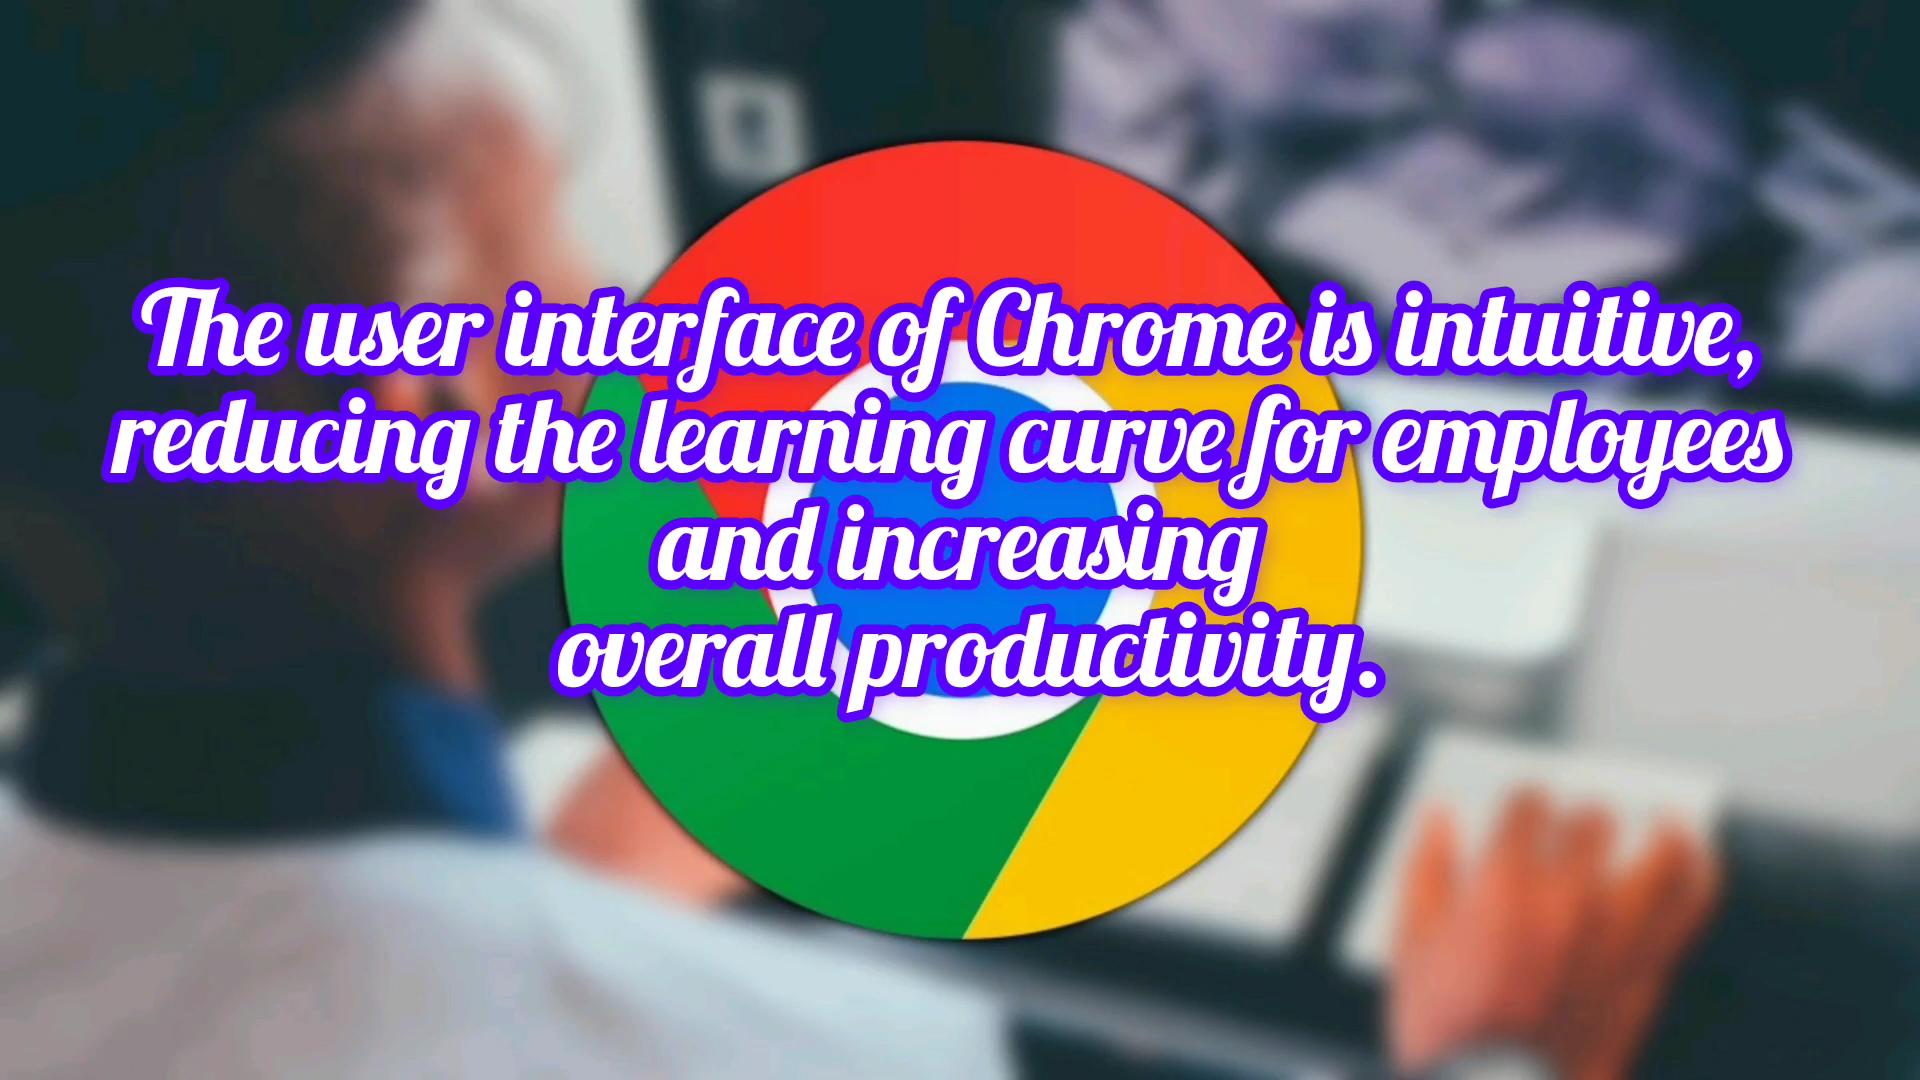 The user interface of Chrome is intuitive,
reducing the learning curve for employees
and increasing
overall productivity.